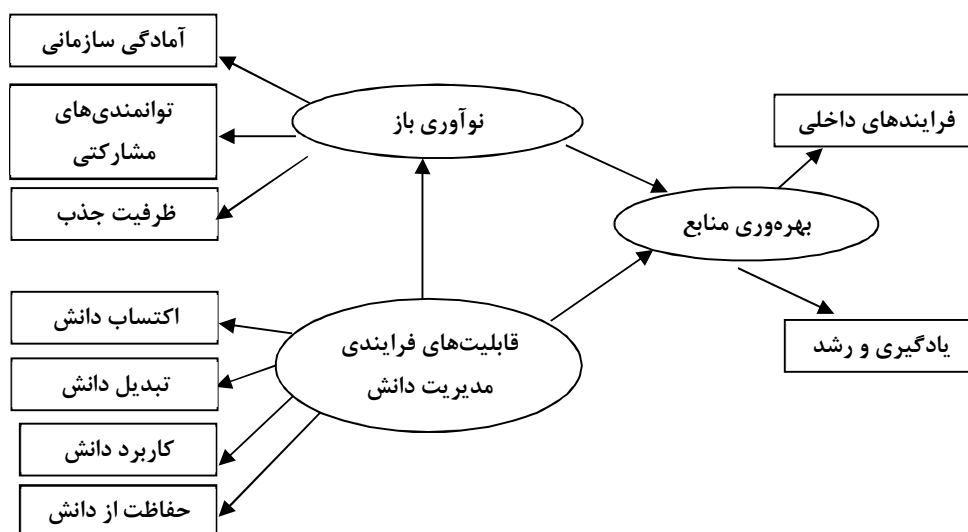 آمادگی سازمانی
توانمندی‌های
مشارکتی
ظرفیت جذب
نوآوری باز
فرایندهای داخلی
بهره‌وری منابع
یادگیری و رشد
قابلیت‌های فرایندی
مدیریت دانش
اکتساب دانش
تبدیل دانش
کاربرد دانش
حفاظت از دانش